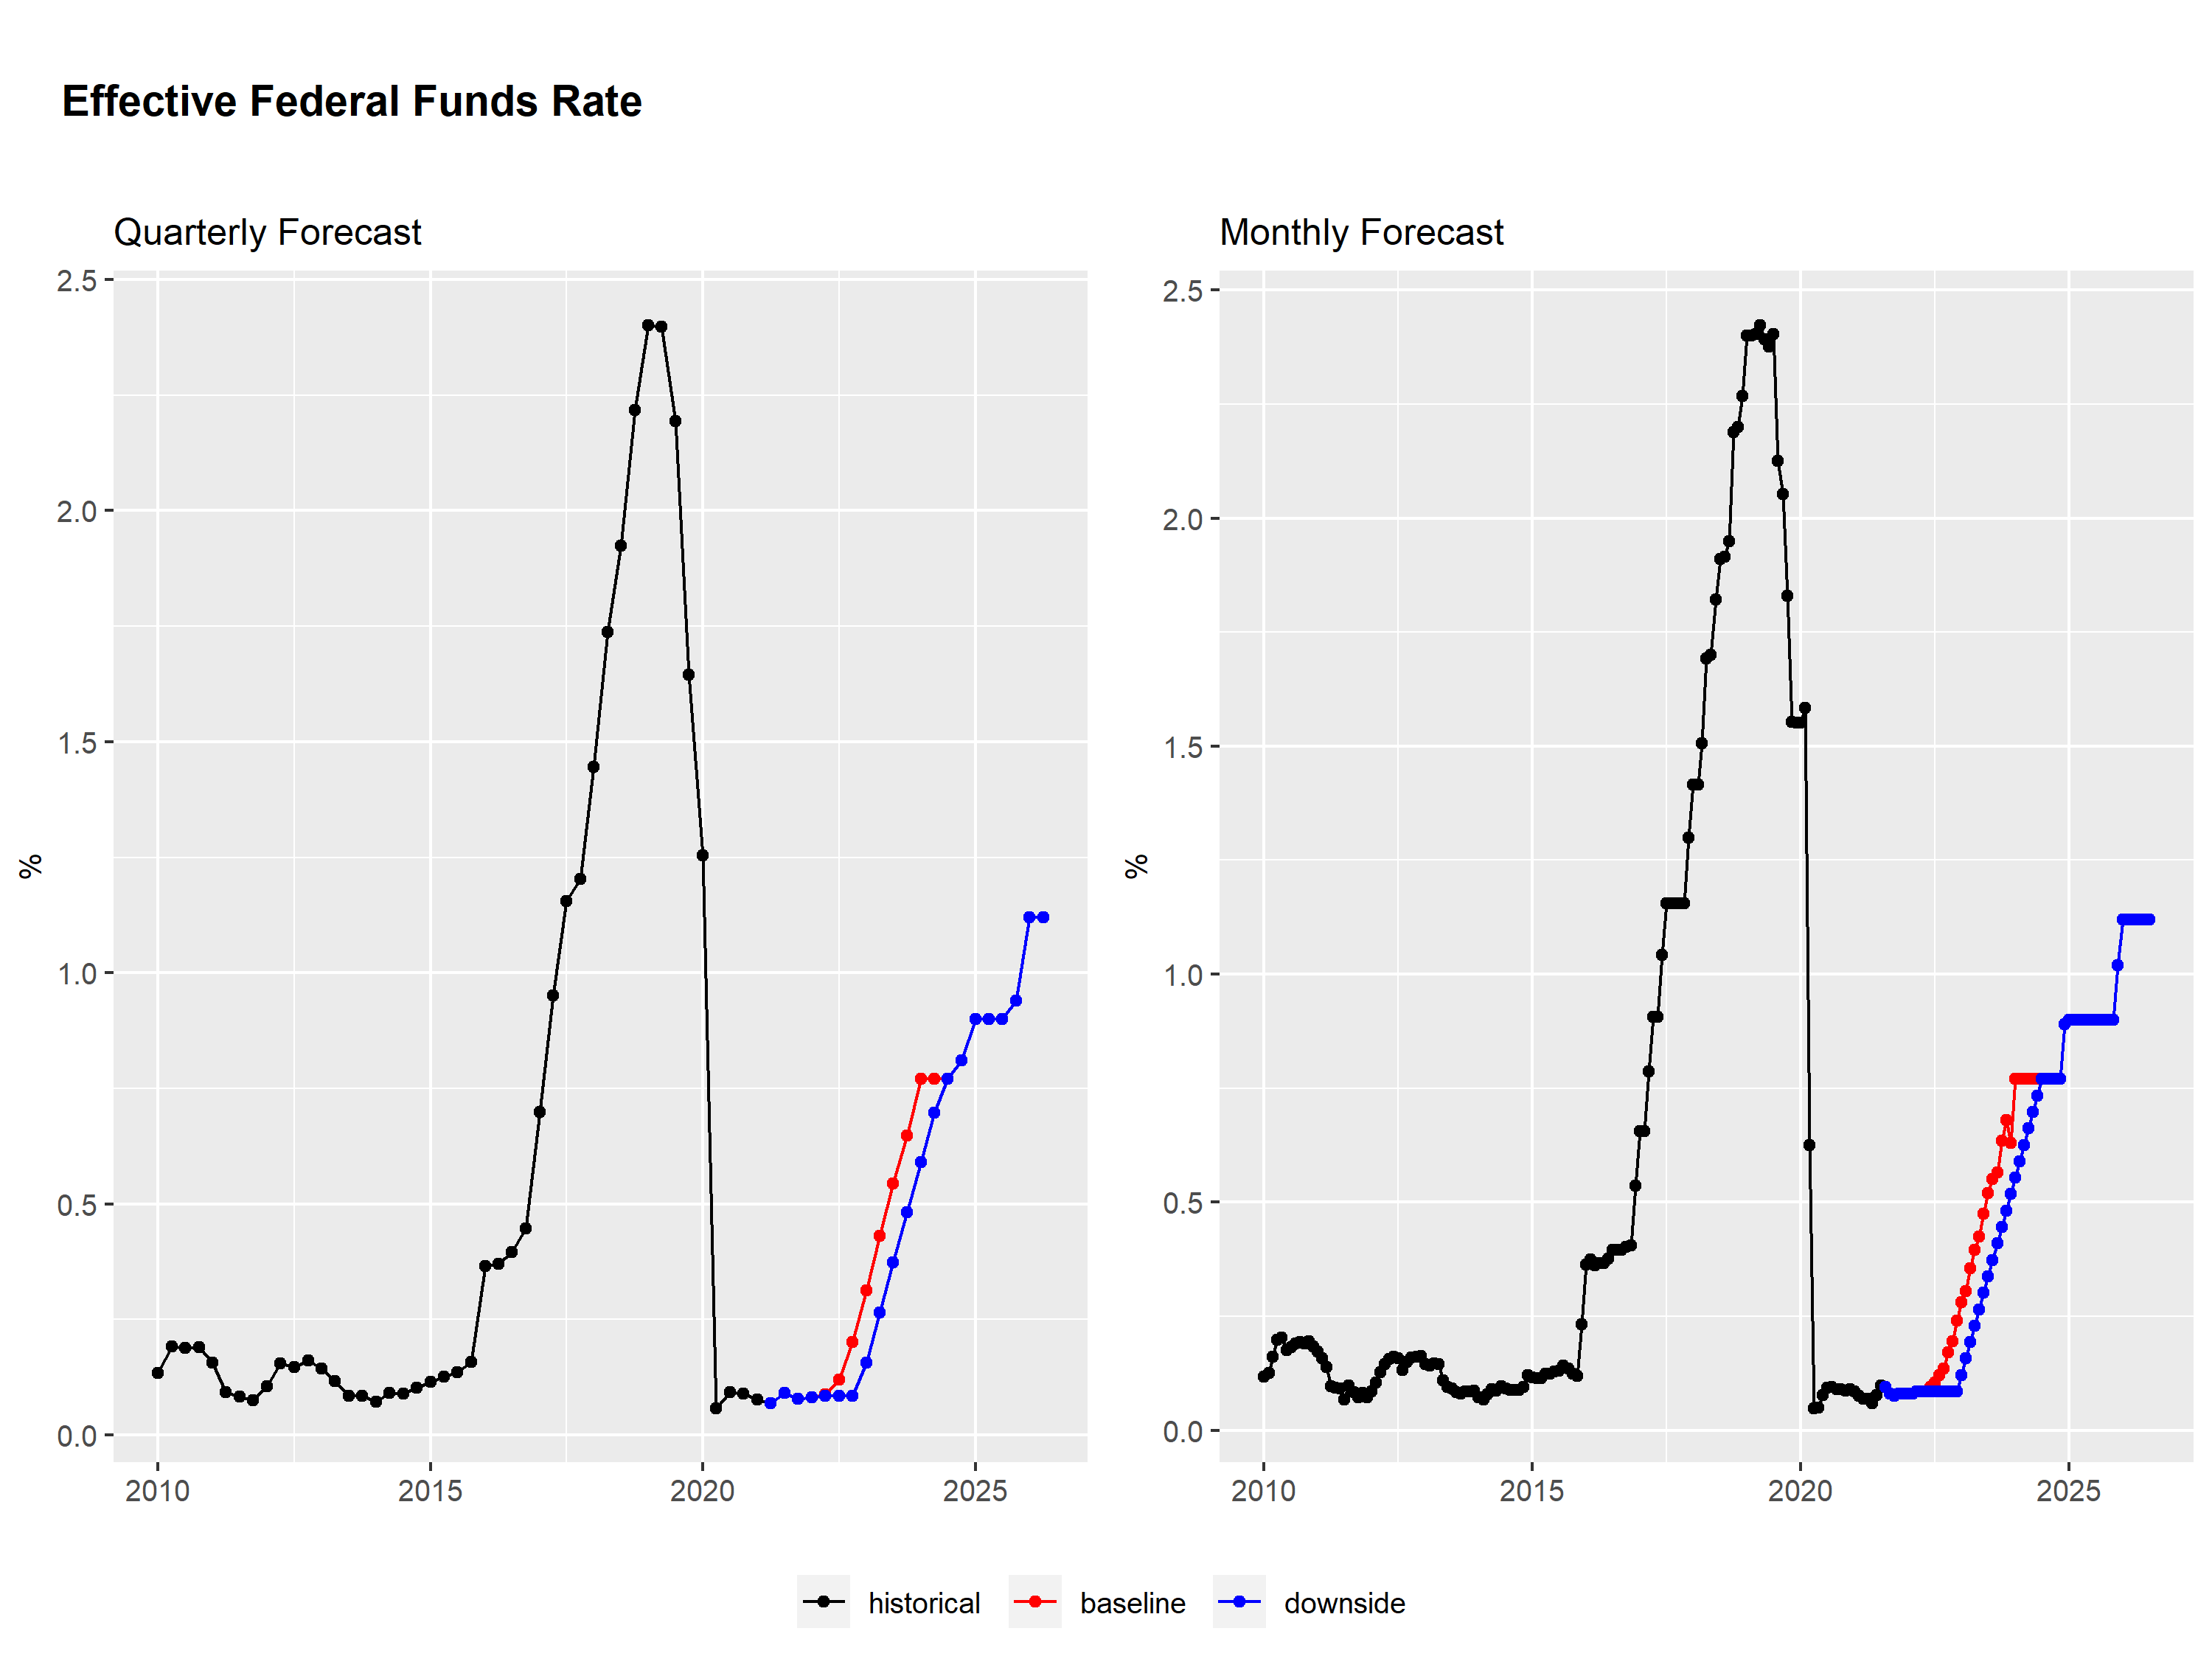 Effective Federal Funds Rate
Quarterly Forecast
2.5
2.0
1.5
1.0
0.5
0.0
%
2010 2015 2020 2025
Monthly Forecast
2.5
2.0
1.5
1.0
0.5
0.0
%
2010 2015 2020 2025
historical baseline downside